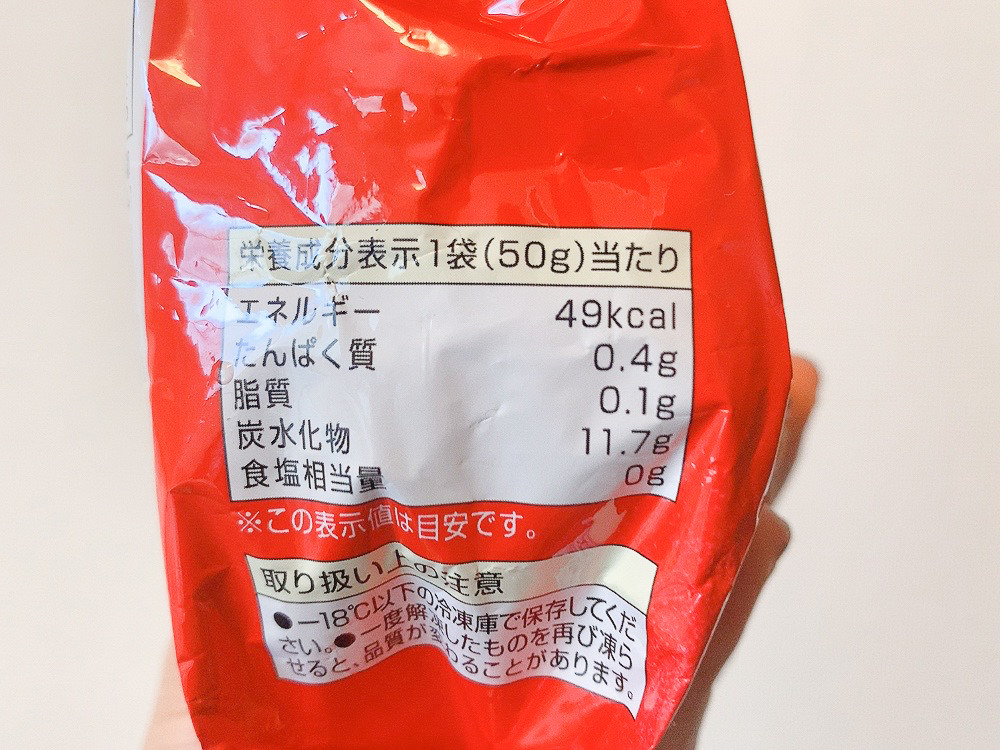 栄養成分表示1袋(50g)当たり
エネルギー 49kcal
たんぱく質 0.4g
脂質 0.1g
炭水化物 11.7g
食塩相当量 0g
※この表示値は目安です。
取り扱い上の注意
●−18℃以下の冷凍庫で保存してくだ
さい。●一度解凍したものを再び凍ら
せると、品質が変わることがあります。